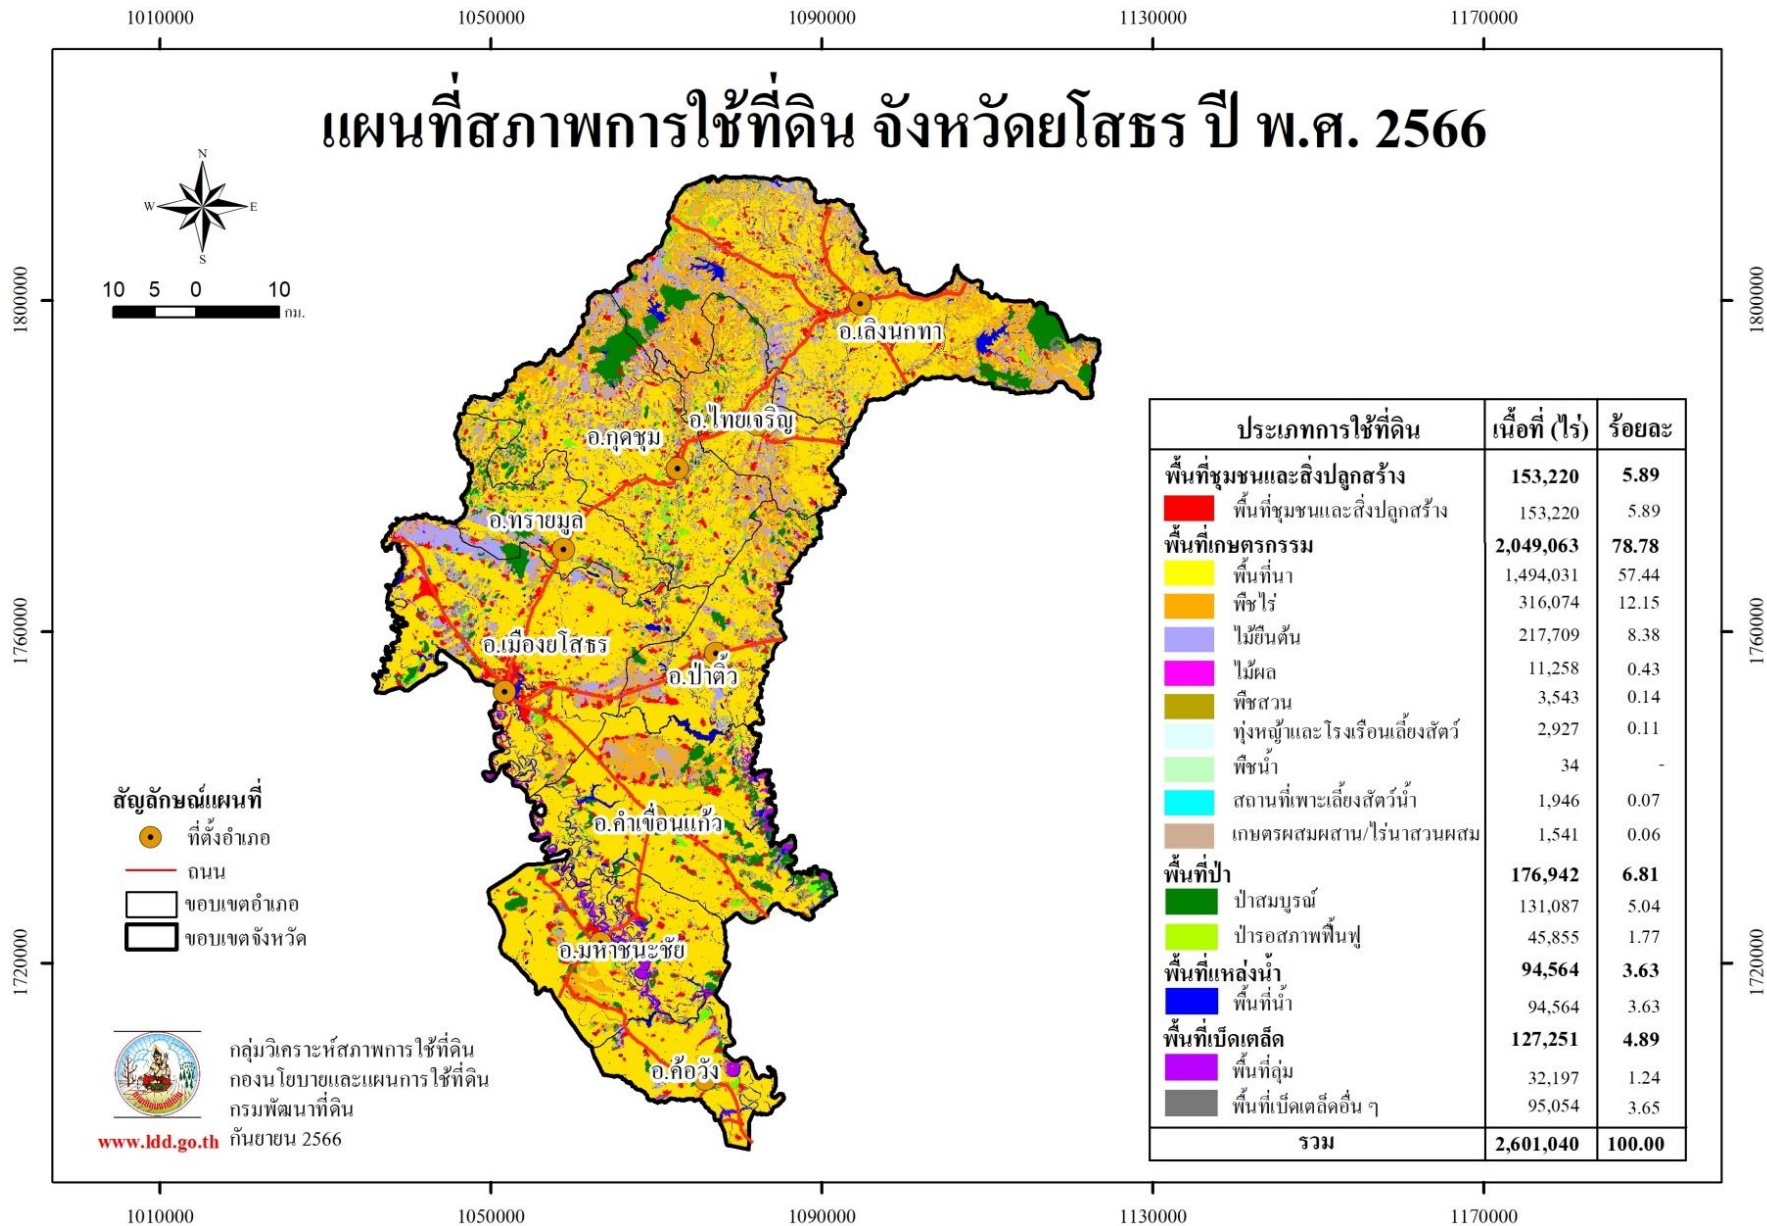 1010000 1050000 1090000 1130000 1170000
แผนที่สภาพการใช้ที่ดิน จังหวัดยโสธร ปี พ.ศ. 2566
N
W E
S
10 5 0 10
กม.
1800000 1800000
1760000 1760000
1720000 1720000
อ.เลิงนกทา
อ.ไทยเจริญ
อ.กุดชุม
อ.ทรายมูล
อ.เมืองยโสธร
อ.ป่าติ้ว
อ.คำเขื่อนแก้ว
อ.มหาชนะชัย
อ.ค้อวัง
สัญลักษณ์แผนที่
ที่ตั้งอำเภอ
ถนน
ขอบเขตอำเภอ
ขอบเขตจังหวัด
กลุ่มวิเคราะห์สภาพการใช้ที่ดิน
กองนโยบายและแผนการใช้ที่ดิน
กรมพัฒนาที่ดิน
www.ldd.go.th กันยายน 2566
ประเภทการใช้ที่ดิน เนื้อที่ (ไร่) ร้อยละ
พื้นที่ชุมชนและสิ่งปลูกสร้าง 153,220 5.89
พื้นที่ชุมชนและสิ่งปลูกสร้าง 153,220 5.89
พื้นที่เกษตรกรรม 2,049,063 78.78
พื้นที่นา 1,494,031 57.44
พืชไร่ 316,074 12.15
ไม้ยืนต้น 217,709 8.38
ไม้ผล 11,258 0.43
พืชสวน 3,543 0.14
ทุ่งหญ้าและโรงเรือนเลี้ยงสัตว์ 2,927 0.11
พืชน้ำ 34 -
สถานที่เพาะเลี้ยงสัตว์น้ำ 1,946 0.07
เกษตรผสมผสาน/ไร่นาสวนผสม 1,541 0.06
พื้นที่ป่า 176,942 6.81
ป่าสมบูรณ์ 131,087 5.04
ป่ารอสภาพฟื้นฟู 45,855 1.77
พื้นที่แหล่งน้ำ 94,564 3.63
พื้นที่น้ำ 94,564 3.63
พื้นที่เบ็ดเตล็ด 127,251 4.89
พื้นที่ลุ่ม 32,197 1.24
พื้นที่เบ็ดเตล็ดอื่น ๆ 95,054 3.65
รวม 2,601,040 100.00
1010000 1050000 1090000 1130000 1170000